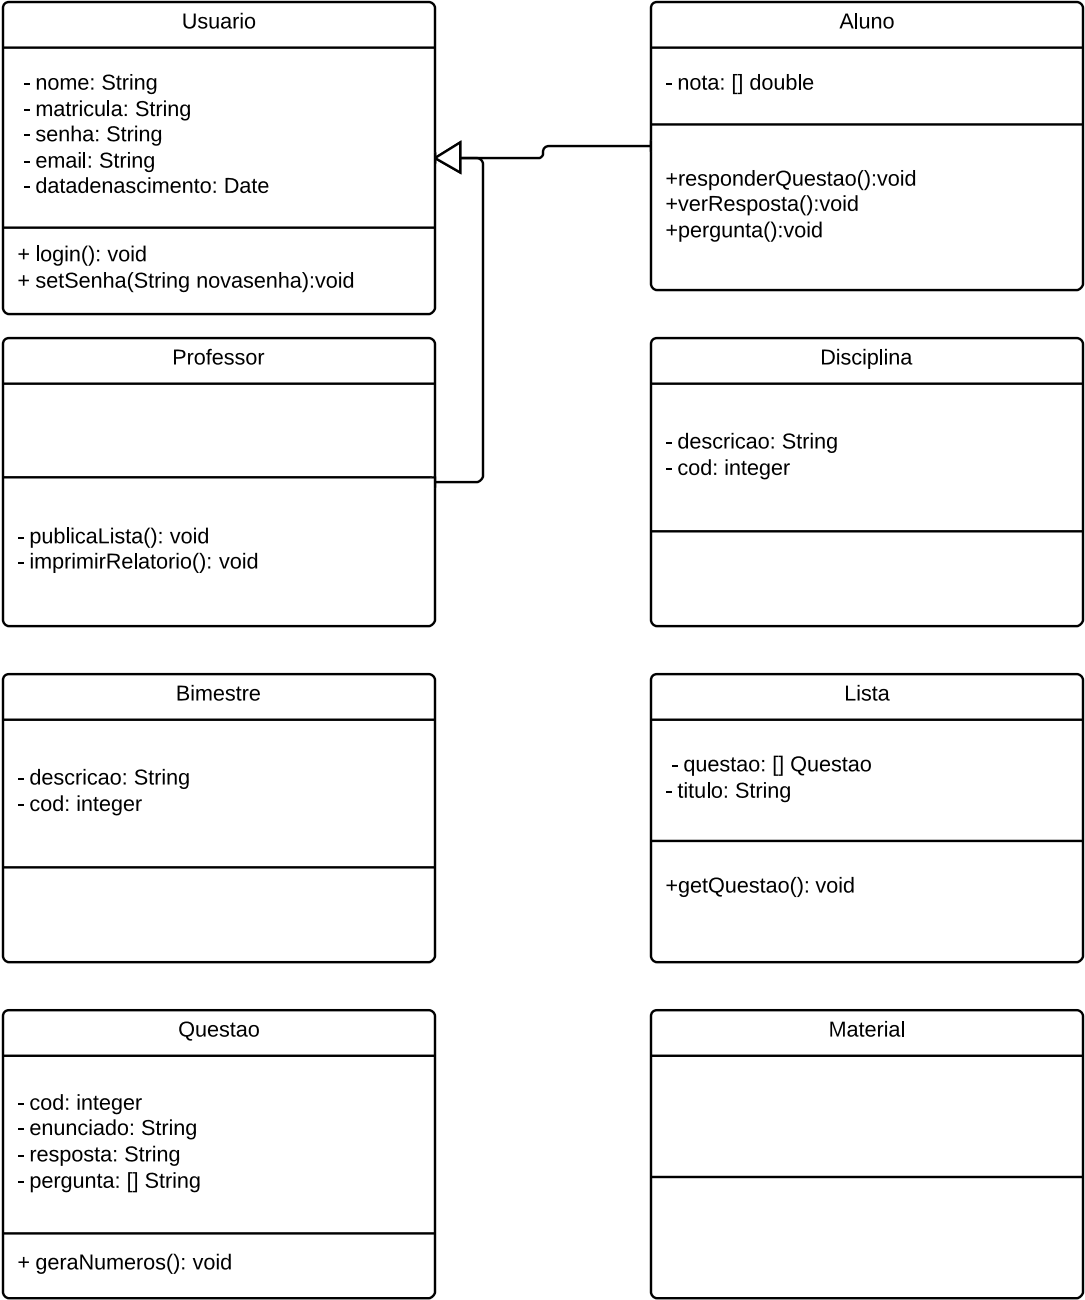 Usuario
- nome: String
- matricula: String
- senha: String
- email: String
- datadenascimento: Date
+ login(): void
+ setSenha(String novasenha):void
Aluno
- nota: [] double
+responderQuestao():void
+verResposta():void
+pergunta():void
Professor
- publicaLista(): void
- imprimirRelatorio(): void
Disciplina
- descricao: String
- cod: integer
Bimestre
- descricao: String
- cod: integer
Lista
- questao: [] Questao
- titulo: String
+getQuestao(): void
Questao
- cod: integer
- enunciado: String
- resposta: String
- pergunta: [] String
+ geraNumeros(): void
Material